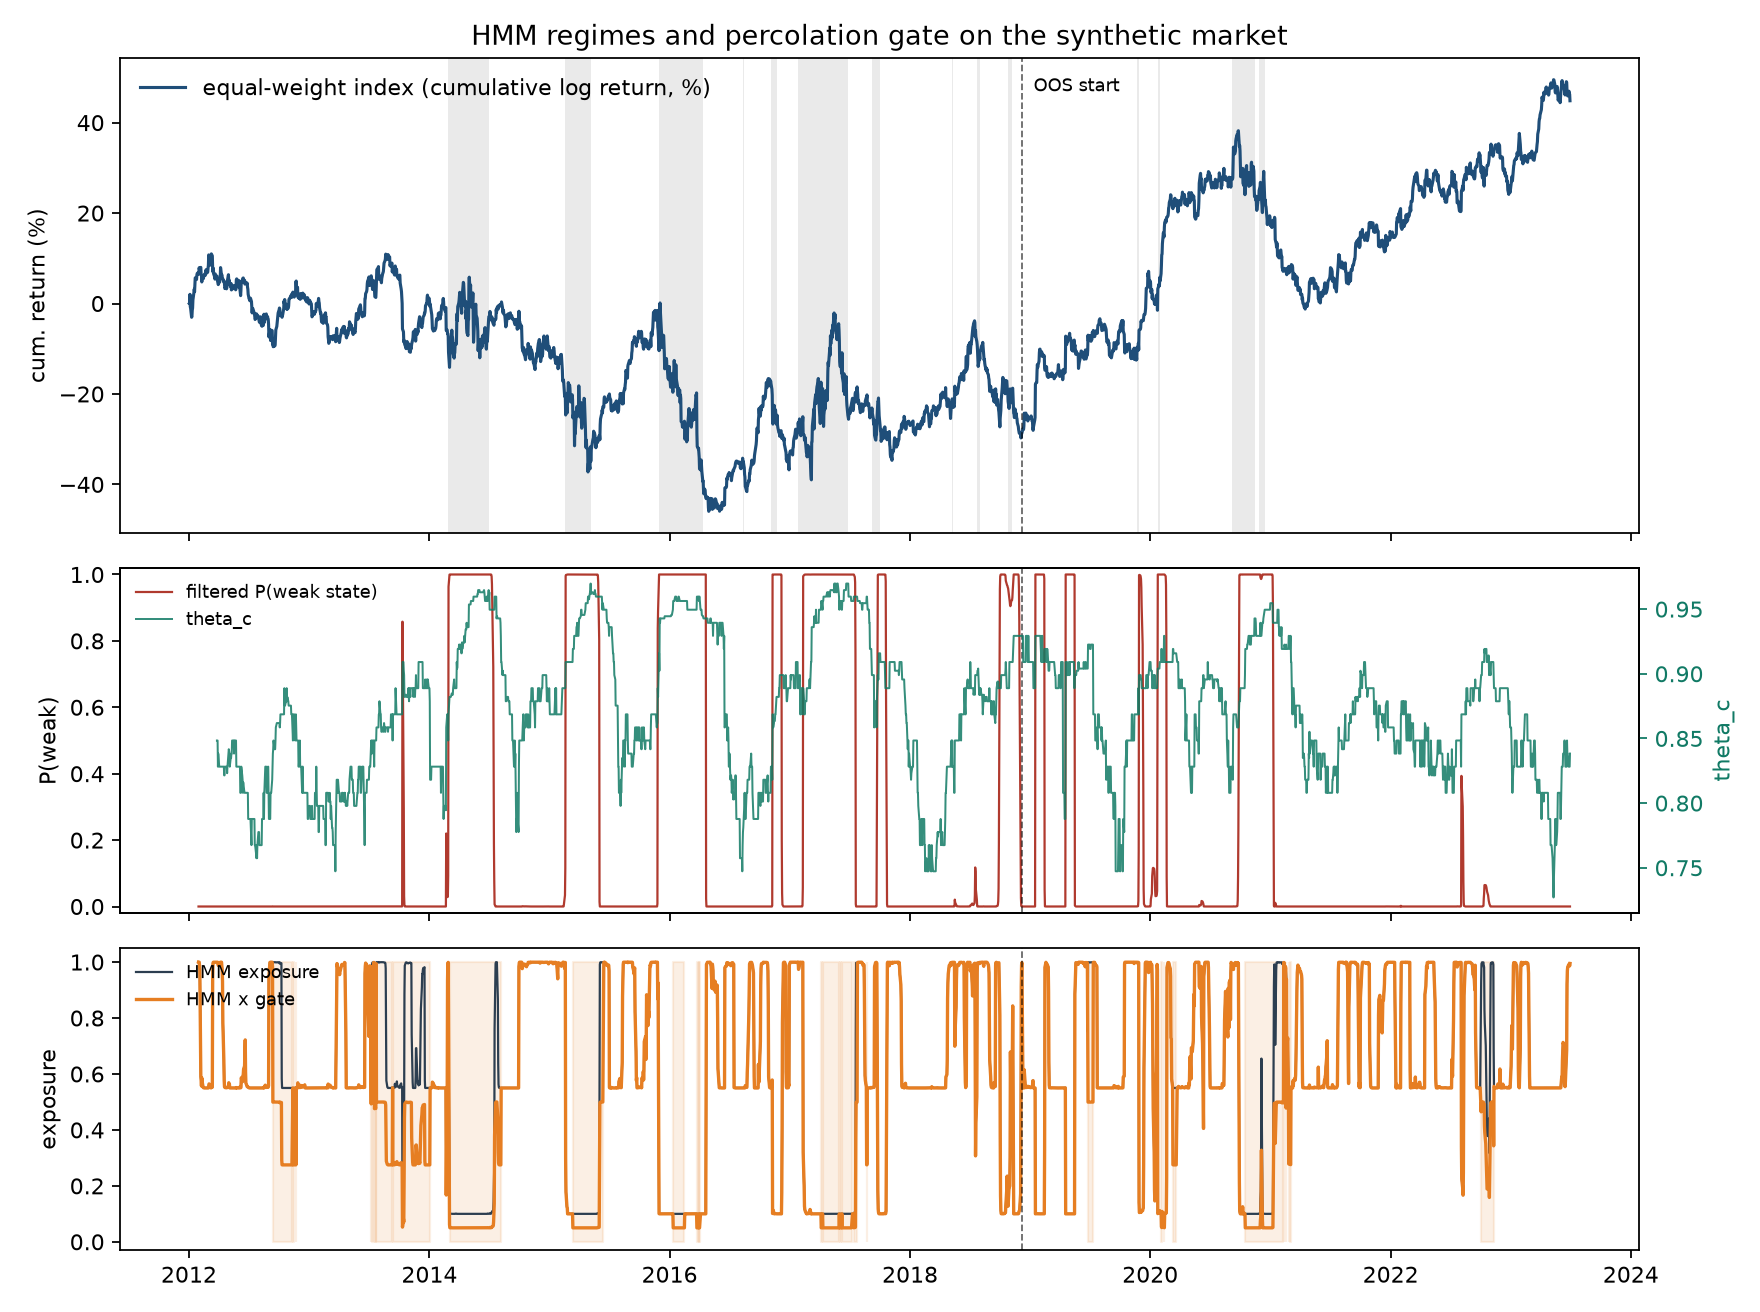 HMM regimes and percolation gate on the synthetic market
equal-weight index (cumulative log return, %)
OOS start
cum. return (%)
40
20
0
−20
−40
filtered P(weak state)
theta_c
P(weak)
1.0
0.8
0.6
0.4
0.2
0.0
0.95
0.90
0.85
0.80
0.75
theta_c
HMM exposure
HMM x gate
exposure
1.0
0.8
0.6
0.4
0.2
0.0
2012
2014
2016
2018
2020
2022
2024